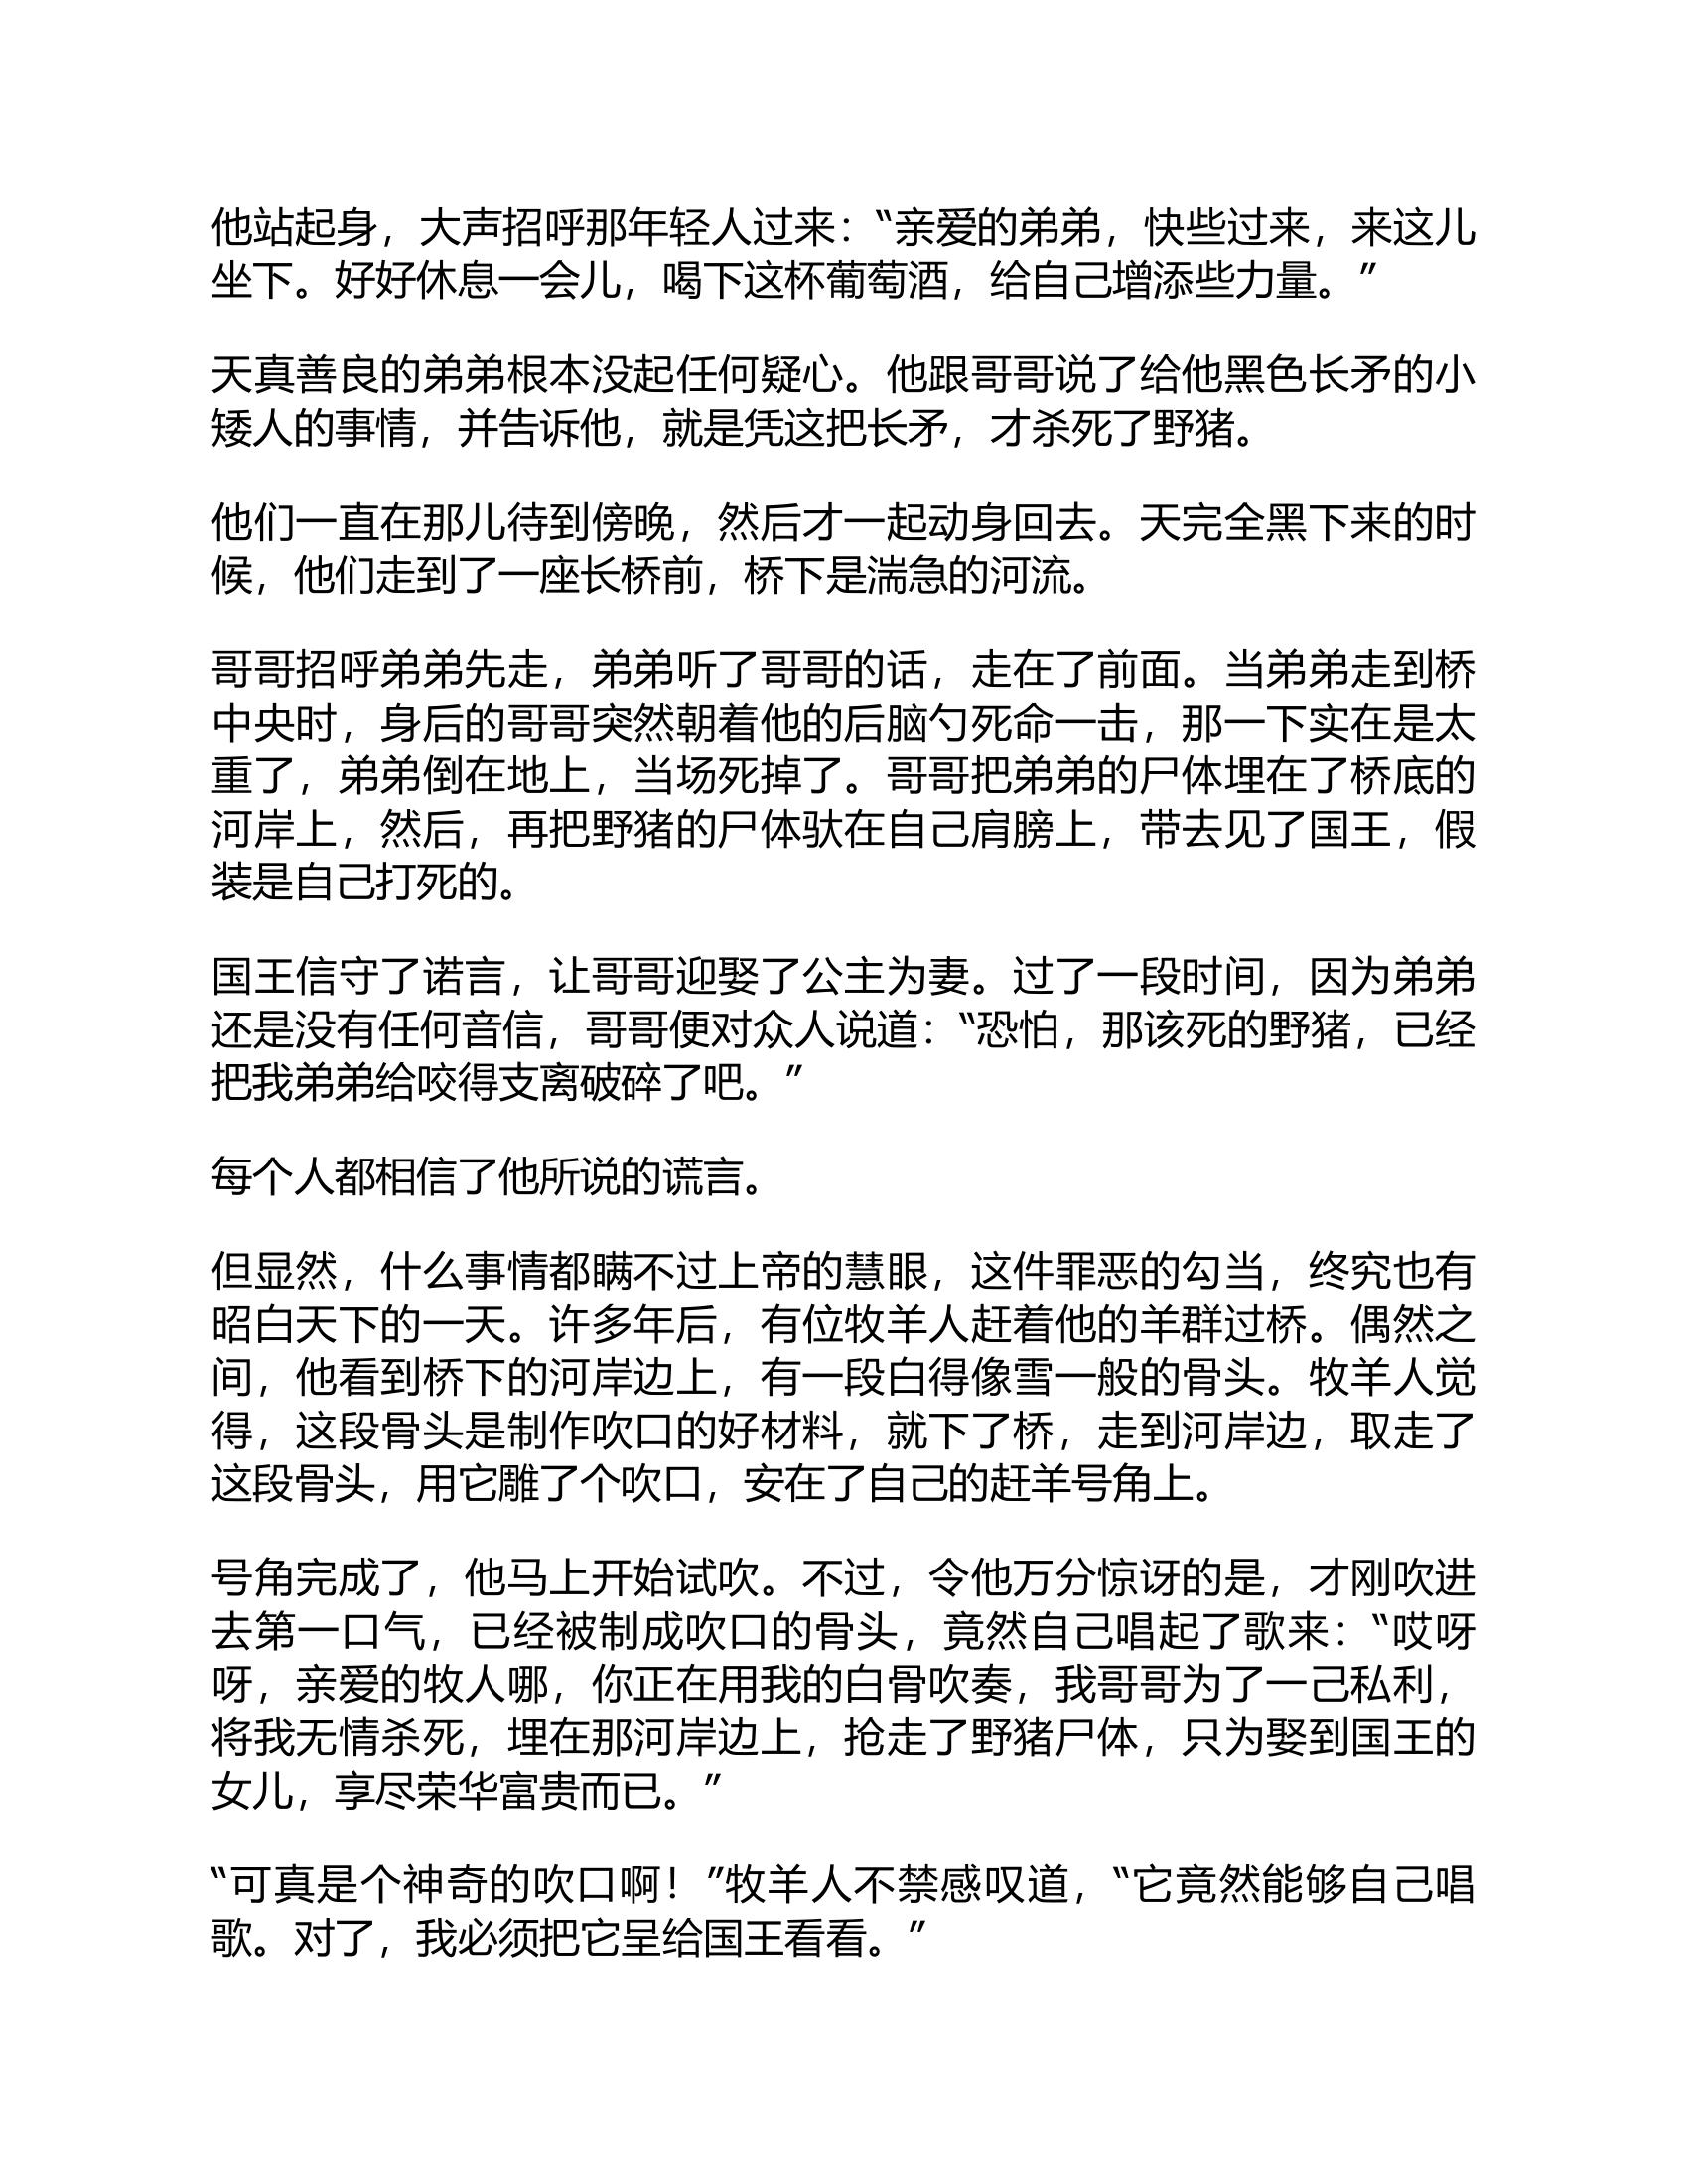 他站起身，大声招呼那年轻人过来：“亲爱的弟弟，快些过来，来这儿
坐下。好好休息一会儿，喝下这杯葡萄酒，给自己增添些力量。”
天真善良的弟弟根本没起任何疑心。他跟哥哥说了给他黑色长矛的小
矮人的事情，并告诉他，就是凭这把长矛，才杀死了野猪。
他们一直在那儿待到傍晚，然后才一起动身回去。天完全黑下来的时
候，他们走到了一座长桥前，桥下是湍急的河流。
哥哥招呼弟弟先走，弟弟听了哥哥的话，走在了前面。当弟弟走到桥
中央时，身后的哥哥突然朝着他的后脑勺死命一击，那一下实在是太
重了，弟弟倒在地上，当场死掉了。哥哥把弟弟的尸体埋在了桥底的
河岸上，然后，再把野猪的尸体驮在自己肩膀上，带去见了国王，假
装是自己打死的。
国王信守了诺言，让哥哥迎娶了公主为妻。过了一段时间，因为弟弟
还是没有任何音信，哥哥便对众人说道：“恐怕，那该死的野猪，已经
把我弟弟给咬得支离破碎了吧。”
每个人都相信了他所说的谎言。
但显然，什么事情都瞒不过上帝的慧眼，这件罪恶的勾当，终究也有
昭白天下的一天。许多年后，有位牧羊人赶着他的羊群过桥。偶然之
间，他看到桥下的河岸边上，有一段白得像雪一般的骨头。牧羊人觉
得，这段骨头是制作吹口的好材料，就下了桥，走到河岸边，取走了
这段骨头，用它雕了个吹口，安在了自己的赶羊号角上。
号角完成了，他马上开始试吹。不过，令他万分惊讶的是，才刚吹进
去第一口气，已经被制成吹口的骨头，竟然自己唱起了歌来：“哎呀
呀，亲爱的牧人哪，你正在用我的白骨吹奏，我哥哥为了一己私利，
将我无情杀死，埋在那河岸边上，抢走了野猪尸体，只为娶到国王的
女儿，享尽荣华富贵而已。”
“可真是个神奇的吹口啊！”牧羊人不禁感叹道，“它竟然能够自己唱
歌。对了，我必须把它呈给国王看看。”